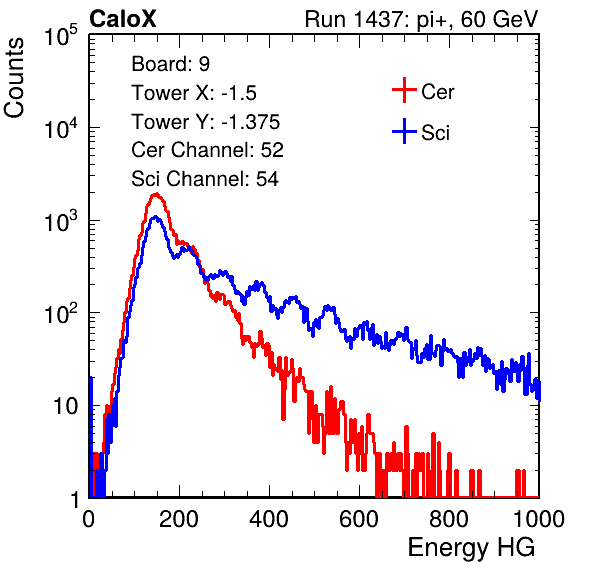 CaloX Run 1437: pi+, 60 GeV
Counts
10^5
10^4
10^3
10^2
10
1
Board: 9
Tower X: -1.5
Tower Y: -1.375
Cer Channel: 52
Sci Channel: 54
Cer
Sci
0 200 400 600 800 1000
Energy HG